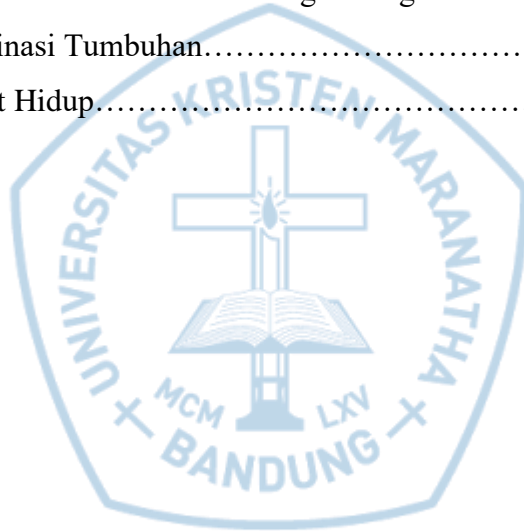 inasi Tumbuhan……………………………
t Hidup……………………………………
UNIVERSITAS KRISTEN MARANATHA
MCM LXV
BANDUNG